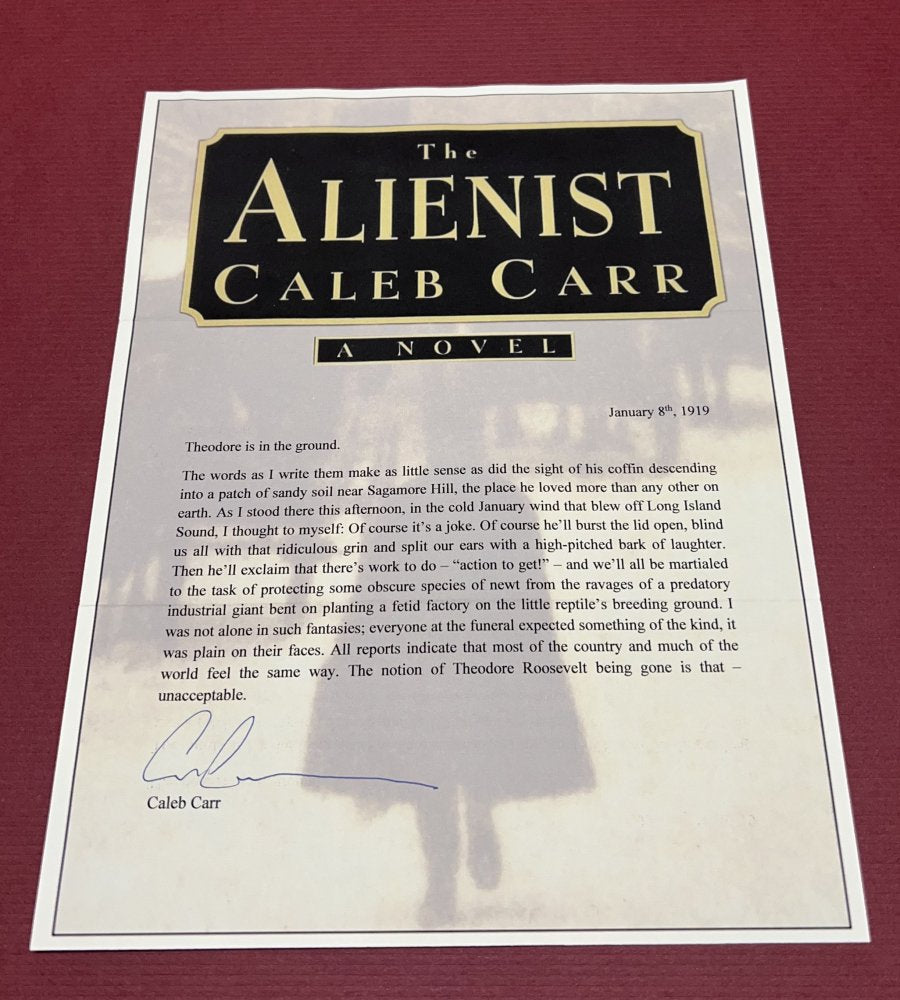 The
ALIENIST
CALEB CARR
A NOVEL
January 8th, 1919
Theodore is in the ground.
The words as I write them make as little sense as did the sight of his coffin descending
into a patch of sandy soil near Sagamore Hill, the place he loved more than any other on
earth. As I stood there this afternoon, in the cold January wind that blew off Long Island
Sound, I thought to myself: Of course it's a joke. Of course he'll burst the lid open, blind
us all with that ridiculous grin and split our ears with a high-pitched bark of laughter.
Then he'll exclaim that there's work to do – “action to get!” – and we'll all be martialed
to the task of protecting some obscure species of newt from the ravages of a predatory
industrial giant bent on planting a fetid factory on the little reptile's breeding ground. I
was not alone in such fantasies; everyone at the funeral expected something of the kind, it
was plain on their faces. All reports indicate that most of the country and much of the
world feel the same way. The notion of Theodore Roosevelt being gone is that –
unacceptable.
Caleb Carr